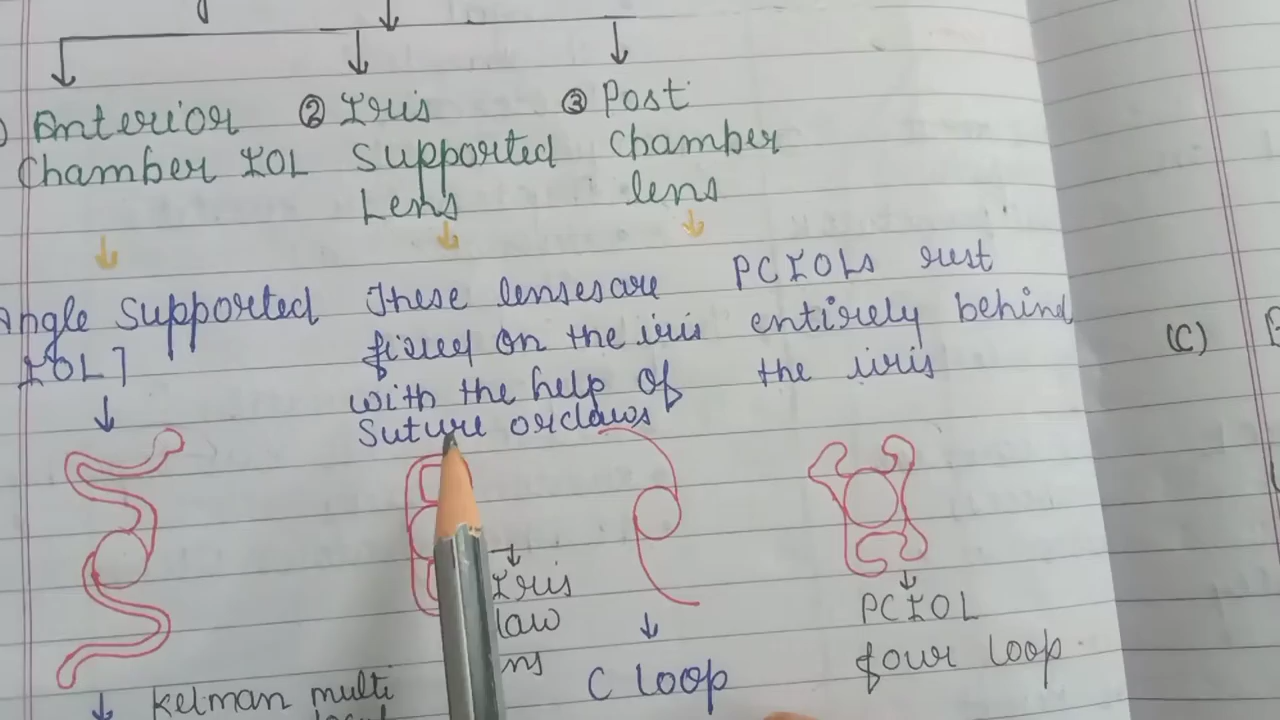 Anterior
Chamber IOL
② Iris
Supported
Lens
③ Post
chamber
lens
Angle Supported
IOL]
These lenses are
fixed on the iris
with the help of
Suture or claws
PCIOLs rest
entirely behind
the iris
(C)
Iris
law
ns
C loop
PCIOL
four loop
Kelman multi